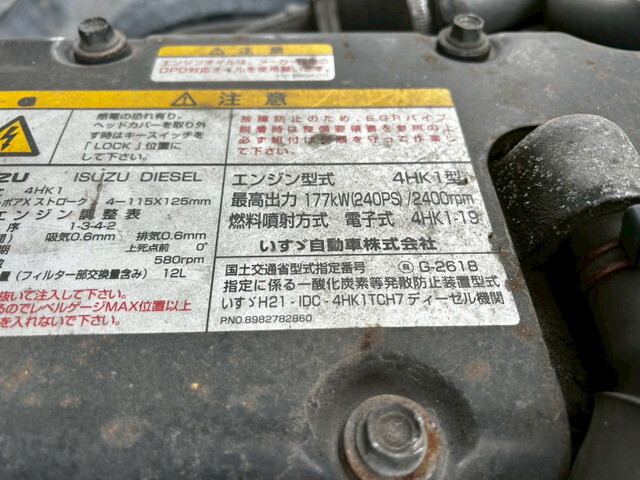 注意
エンジンオイルは、メーカー
DPD対応オイルを使用
注意
感電の恐れ有り。
ヘッドカバーを取り外
す時はキースイッチを
「LOCK」位置に
して下さい。
故障防止のため、EGRパイプ
脱着時は整備要領書を参照の上
必ず組付け を守って作業
して下さい。
ZU ISUZU DIESEL
4HK1
ボアXストローク 4-115X125mm
エンジン調整表
序 1-3-4-2
吸気0.6mm 排気0.6mm
上死点前 0°
580rpm
(フィルター部交換量含み) 12L
抜いて注入して下さい。
るのでレベルゲージMAX位置以上
を入れないで下さい。
エンジン型式 4HK1型
最高出力 177kW(240PS)/2400rpm
燃料噴射方式 電子式 4HK1-19
いすゞ自動車株式会社
国土交通省型式指定番号 G-2618
指定に係る一酸化炭素等発散防止装置型式
いすゞH21-IDC-4HK1TCH7 ディーゼル機関
PNO.8982782860